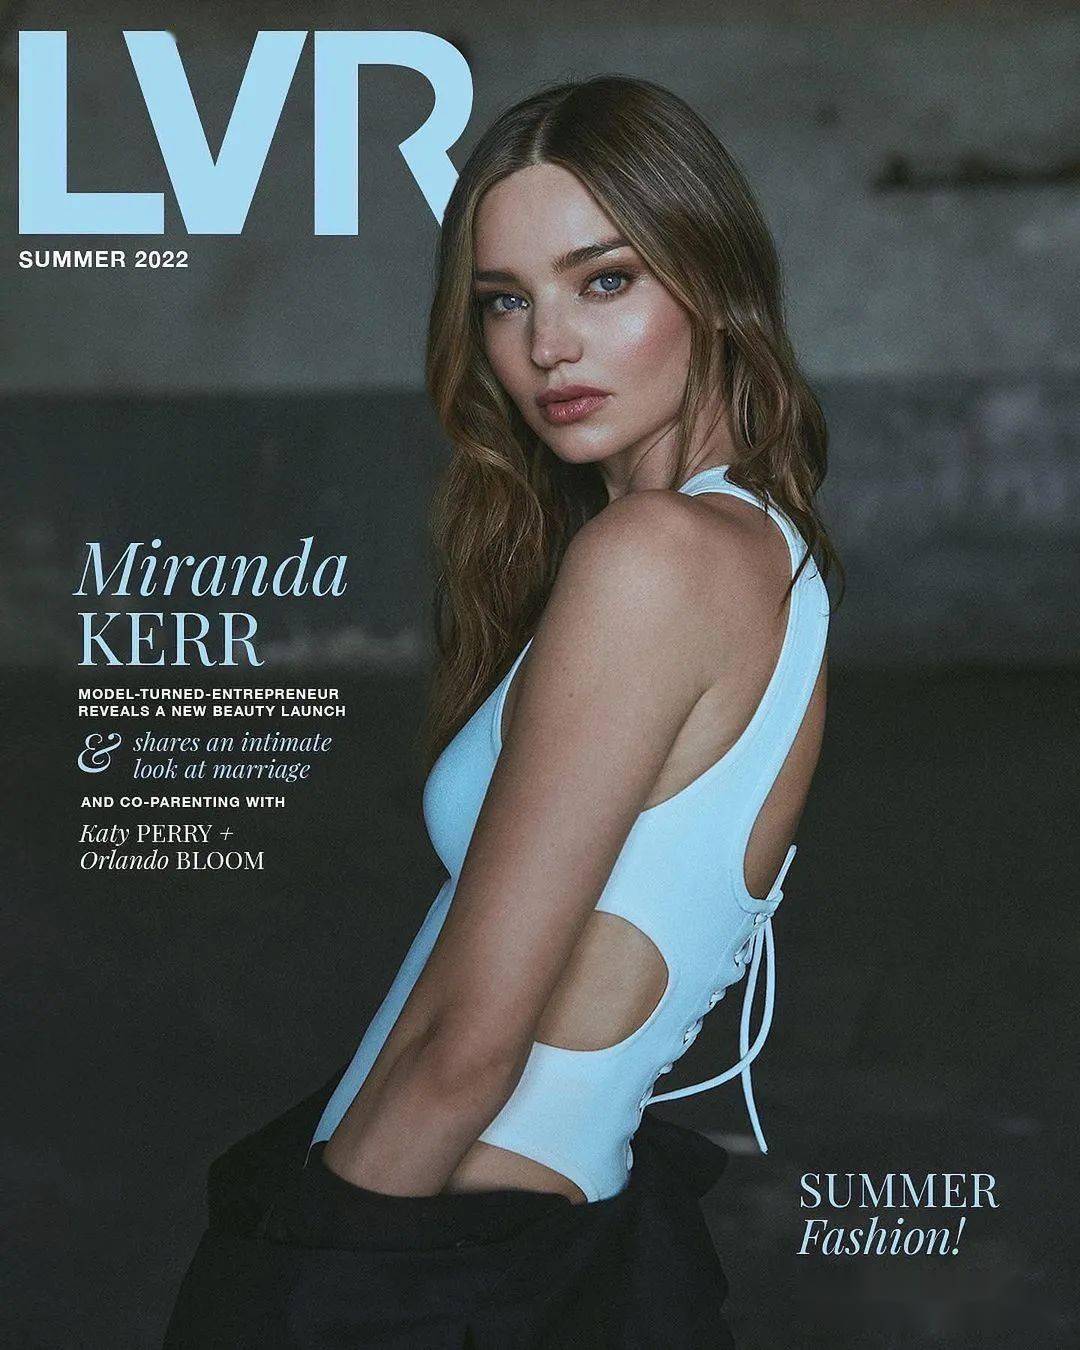 LVR
SUMMER 2022
Miranda
KERR
MODEL-TURNED-ENTREPRENEUR
REVEALS A NEW BEAUTY LAUNCH
& shares an intimate
look at marriage
AND CO-PARENTING WITH
Katy PERRY +
Orlando BLOOM
SUMMER
Fashion!